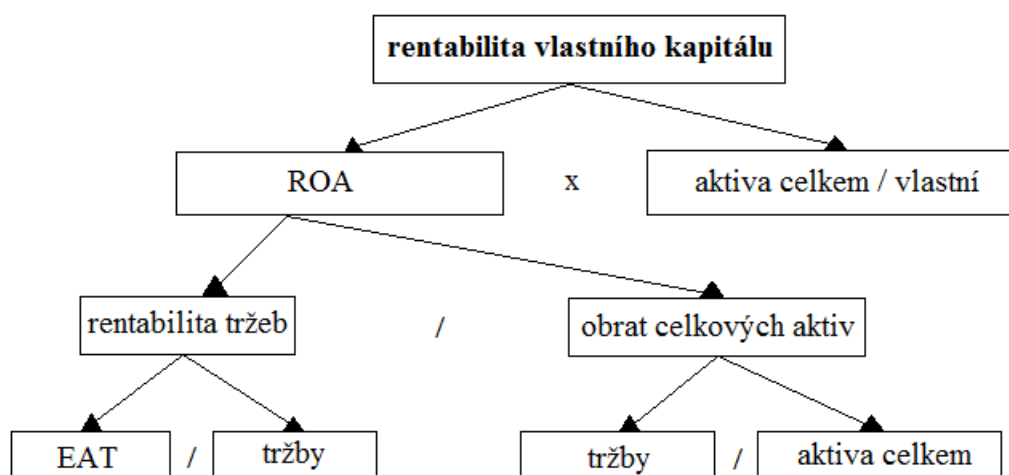 rentabilita vlastního kapitálu
ROA x aktiva celkem / vlastní
rentabilita tržeb / obrat celkových aktiv
EAT / tržby tržby / aktiva celkem